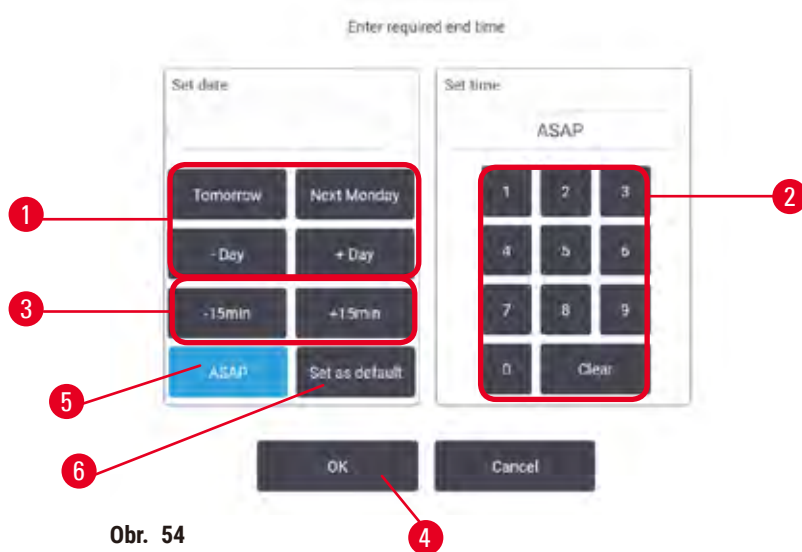 Enter required end time
Set date
Set time
ASAP
Tomorrow Next Monday
1 2 3
1
2
- Day + Day
4 5 6
3
-15min +15min
7 8 9
ASAP Set as default
0 Clear
5
6
OK Cancel
Obr. 54
4